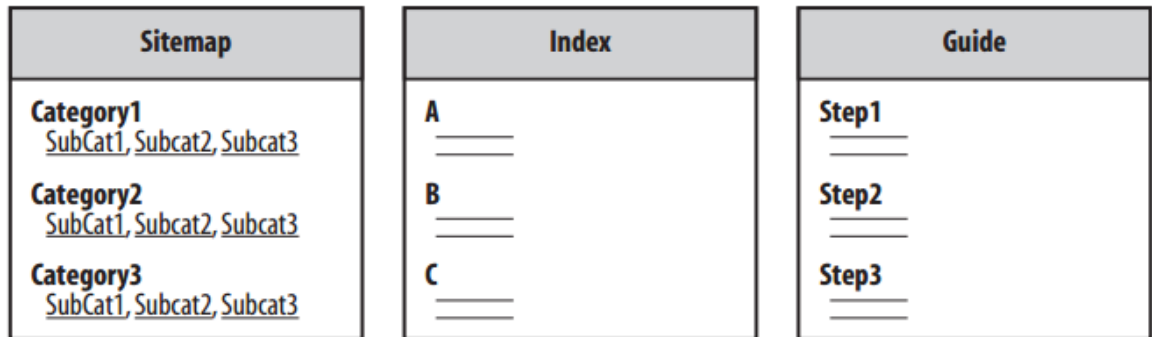 Sitemap
Category1
SubCat1, Subcat2, Subcat3
Category2
SubCat1, Subcat2, Subcat3
Category3
SubCat1, Subcat2, Subcat3
Index
A
B
C
Guide
Step1
Step2
Step3